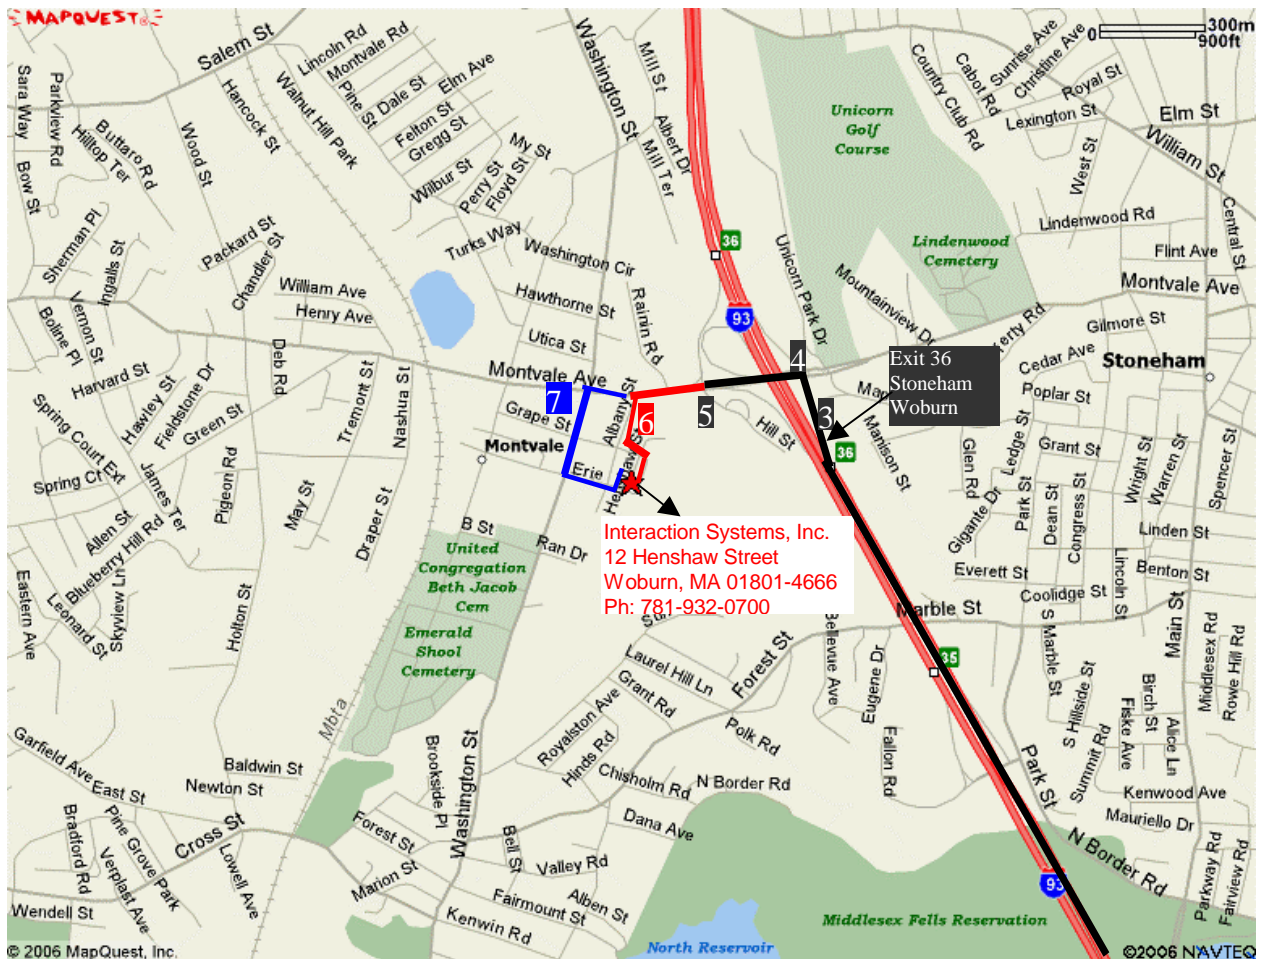 MAPQUEST
300m
0
900ft
Salem St
Lincoln Rd
Montvale Rd
Pine St
Dale St
Elm Ave
Felton St
Gregg St
Wilbur St
Perry St
Floyd St
My St
Turks Way
Washington St
Mill St
Albert Dr
Mill Ter
Sara Way
Parkview Rd
Bow St
Buttaro Rd
Hilltop Ter
Wood St
Hancock St
Walnut Hill Park
Unicorn
Golf
Course
Country Club Rd
Cabot Rd
Sunrise Ave
Christine Ave
Royal St
Lexington St
Elm St
William St
West St
Central St
Lindenwood Rd
Flint Ave
Lindenwood
Cemetery
Montvale Ave
Sherman Pl
Ingalls St
Packard St
Chandler St
William Ave
Henry Ave
Washington Cir
Hawthorne St
Utica St
Rainin Rd
36
93
Unicorn Park Dr
Mountainview Dr
erty Rd
Gilmore St
Cedar Ave
Stoneham
Vernon St
Boline Pl
Harvard St
Hawley St
Fieldstone Dr
Green St
Deb Rd
Tremont St
Nashua St
Montvale Ave
7
Grape St
Albany St
6
5
4
3
Exit 36
Stoneham
Woburn
Hill St
36
Manison St
Poplar St
Ledge St
Grant St
Glen Rd
Wright St
Warren St
Spencer St
Montvale
Erie
Spring Court Ext
Spring Ct
James Ter
Pigeon Rd
May St
Draper St
Allen St
Blueberry Hill Rd
Leonard St
Skyview Ln
Eastern Ave
Holton St
B St
Ran Dr
United
Congregation
Beth Jacob
Cem
Emerald
Shool
Cemetery
Interaction Systems, Inc.
12 Henshaw Street
Woburn, MA 01801-4666
Ph: 781-932-0700
Gigante Dr
Park St
Dean St
Congress St
Linden St
Lincoln St
Benton St
Everett St
Coolidge St
Marble St
S Marble St
Main St
Middlesex Rd
Rowe Hill Rd
35
Bellevue Ave
Eugene Dr
Fallon Rd
Forest St
Laurel Hill Ln
Grant Rd
Royalston Ave
Hinds Rd
Polk Rd
Chisholm Rd
N Border Rd
Dana Ave
S Hillside St
Summit Rd
Birch St
Fiske Ave
Alice Ln
Kenwood Ave
Mauriello Dr
Park St
N Border Rd
Parkway Rd
Fairview Rd
Mbta
Garfield Ave
East St
Baldwin St
Newton St
Cross St
Bradford Rd
Pine Grove Park
Verplast Ave
Lowell Ave
Wendell St
Brookside Pl
Washington St
Forest St
Marion St
Bell St
Valley Rd
Fairmount St
Alben St
Kenwin Rd
93
Middlesex Fells Reservation
North Reservoir
© 2006 MapQuest, Inc.
©2006 NAVTEQ